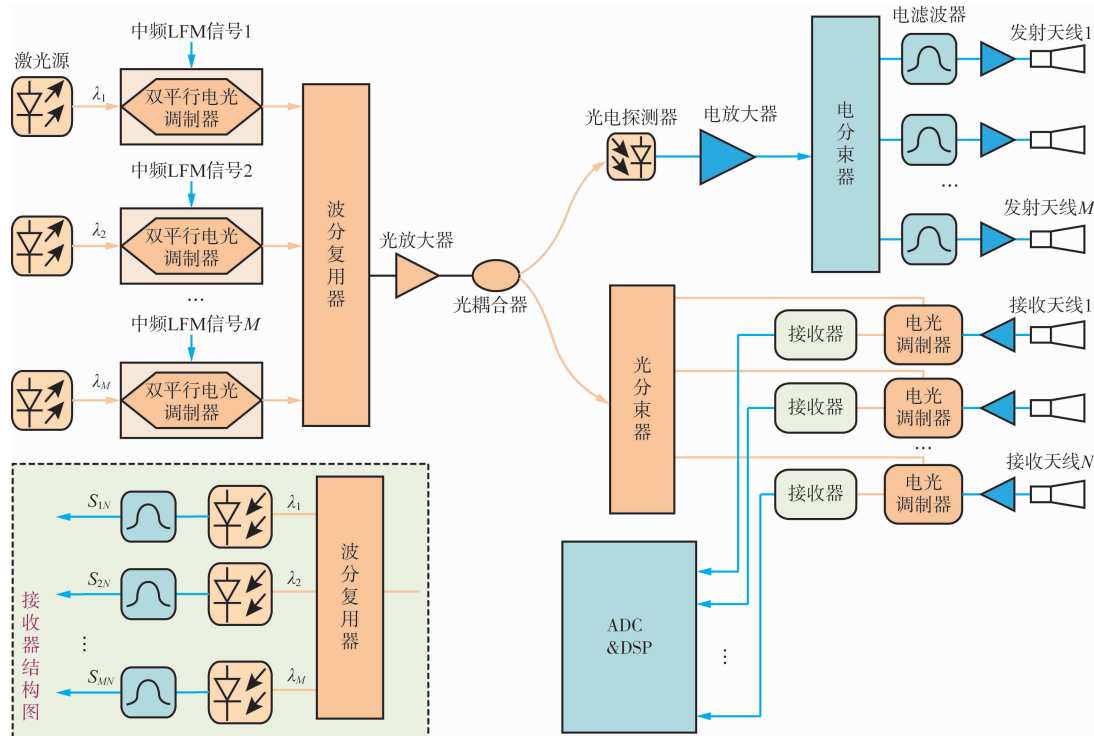 中频LFM信号1
激光源
λ1
双平行电光
调制器
中频LFM信号2
λ2
双平行电光
调制器
...
中频LFM信号M
λM
双平行电光
调制器
波分复用器
光放大器
光耦合器
光电探测器
电放大器
电分束器
电滤波器
发射天线1
...
发射天线M
光分束器
接收器
电光
调制器
接收天线1
接收器
电光
调制器
...
接收器
电光
调制器
接收天线N
ADC
&DSP
...
接收器结构图
S1N
λ1
S2N
λ2
...
SMN
λM
波分复用器